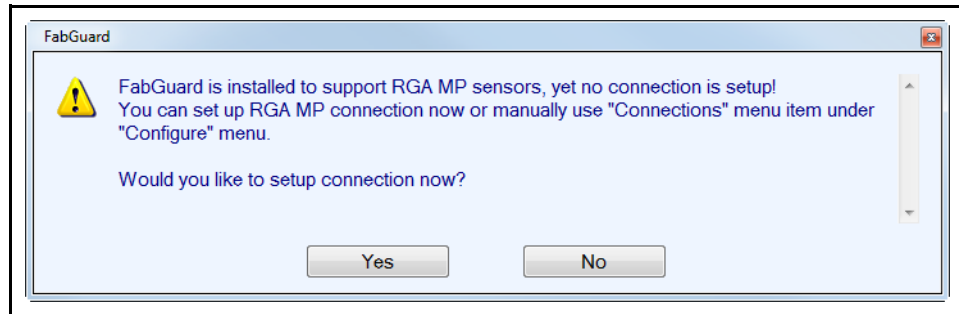 FabGuard
FabGuard is installed to support RGA MP sensors, yet no connection is setup!
You can set up RGA MP connection now or manually use "Connections" menu item under
"Configure" menu.
Would you like to setup connection now?
Yes
No